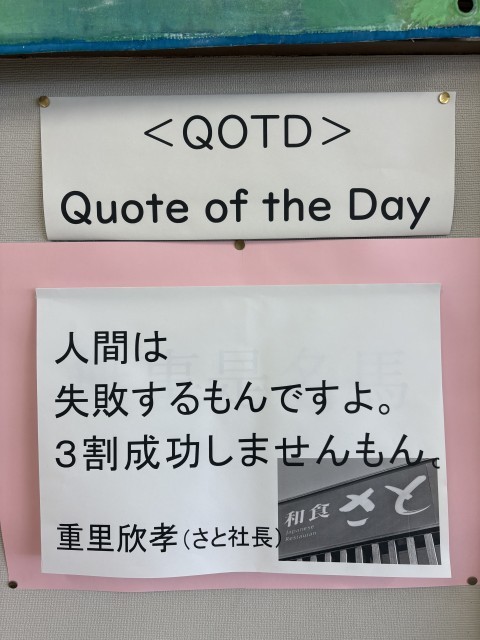 ＜QOTD＞
Quote of the Day
人間は
失敗するもんですよ。
３割成功しませんもん。
重里欣孝（さと社長）
和食 さと
Japanese
Restaurant